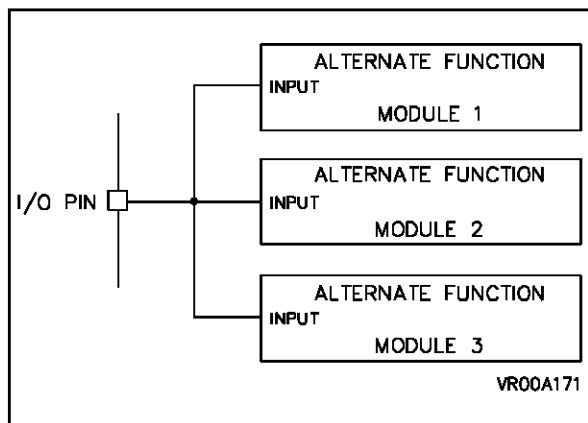 ALTERNATE FUNCTION
INPUT
MODULE 1
I/O PIN
ALTERNATE FUNCTION
INPUT
MODULE 2
ALTERNATE FUNCTION
INPUT
MODULE 3
VR00A171